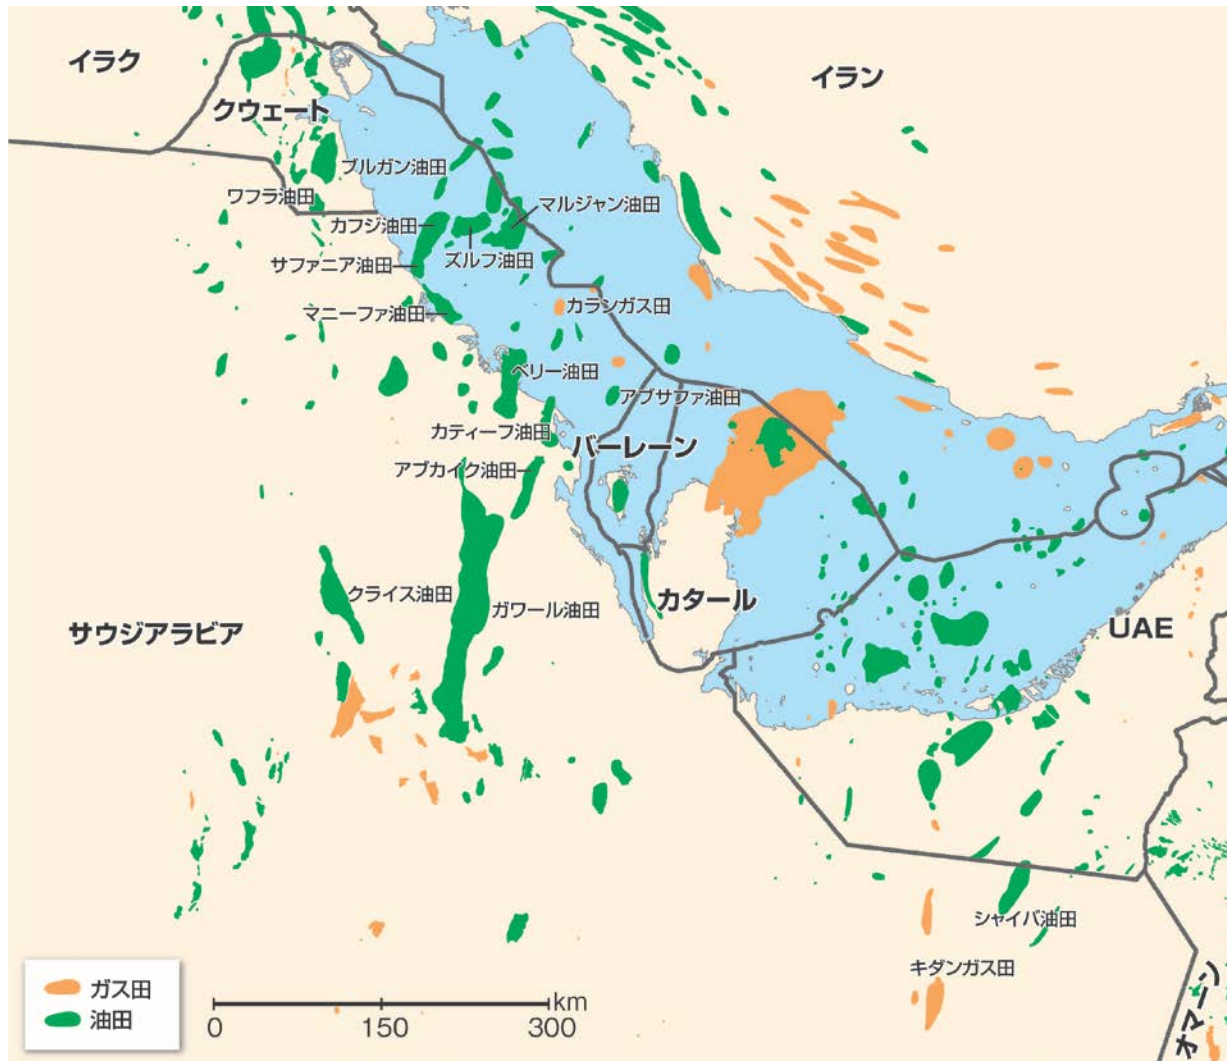 イラク
イラン
クウェート
ブルガン油田
ワフラ油田
マルジャン油田
カフジ油田
ズルフ油田
サファニア油田
カランガス田
マニーファ油田
ベリー油田
アブサファ油田
カティーフ油田
バーレーン
アブカイク油田
クライス油田
ガワール油田
カタール
サウジアラビア
UAE
シャイバ油田
キダンガス田
オマーン
ガス田
油田
km
0
150
300